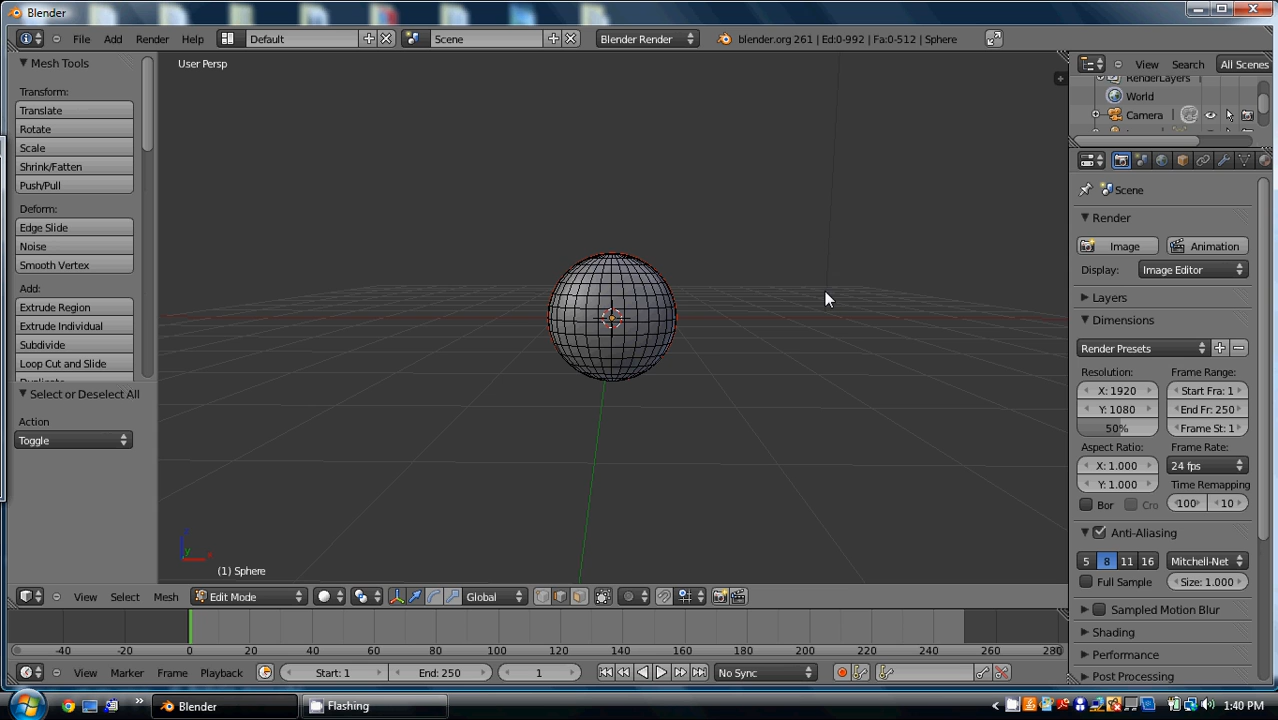 Blender
File Add Render Help Default Scene Blender Render blender.org 261 | Ed:0-992 | Fa:0-512 | Sphere
Mesh Tools
Transform:
Translate
Rotate
Scale
Shrink/Fatten
Push/Pull
Deform:
Edge Slide
Noise
Smooth Vertex
Add:
Extrude Region
Extrude Individual
Subdivide
Loop Cut and Slide
Duplicate
Select or Deselect All
Action
Toggle
User Persp
(1) Sphere
View Select Mesh Edit Mode Global
View Search All Scenes
RenderLayers
World
Camera
Scene
Render
Image Animation
Display: Image Editor
Layers
Dimensions
Render Presets
Resolution: Frame Range:
X: 1920 Start Fra: 1
Y: 1080 End Fr: 250
50% Frame St: 1
Aspect Ratio: Frame Rate:
X: 1.000 24 fps
Y: 1.000 Time Remapping
Bor Cro 100 10
Anti-Aliasing
5 8 11 16 Mitchell-Net
Full Sample Size: 1.000
Sampled Motion Blur
Shading
Performance
Post Processing
-40 -20 0 20 40 60 80 100 120 140 160 180 200 220 240 260 280
View Marker Frame Playback Start: 1 End: 250 1 No Sync
Blender Flashing 1:40 PM